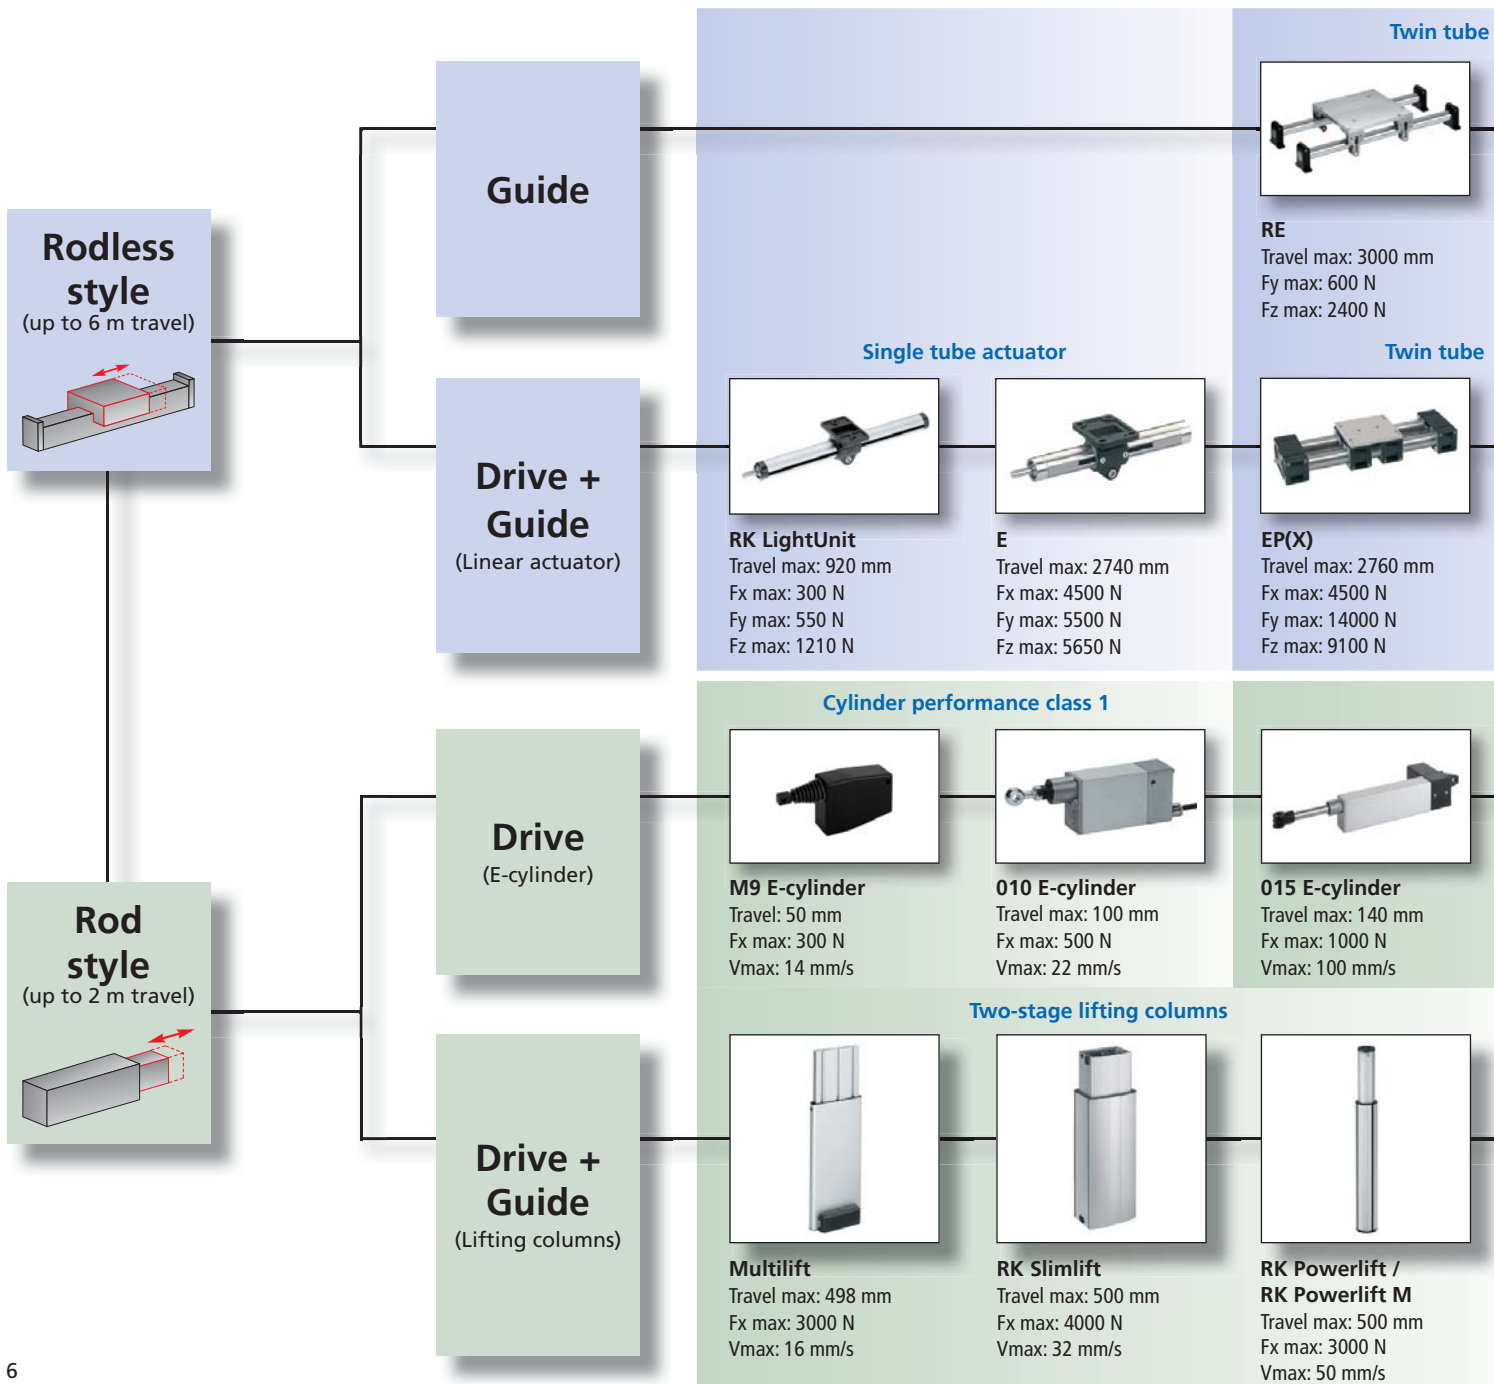 Twin tube
Guide
Rodless
style
(up to 6 m travel)
RE
Travel max: 3000 mm
Fy max: 600 N
Fz max: 2400 N
Single tube actuator
Twin tube
Drive +
Guide
(Linear actuator)
RK LightUnit
Travel max: 920 mm
Fx max: 300 N
Fy max: 550 N
Fz max: 1210 N
E
Travel max: 2740 mm
Fx max: 4500 N
Fy max: 5500 N
Fz max: 5650 N
EP(X)
Travel max: 2760 mm
Fx max: 4500 N
Fy max: 14000 N
Fz max: 9100 N
Cylinder performance class 1
Drive
(E-cylinder)
M9 E-cylinder
Travel: 50 mm
Fx max: 300 N
Vmax: 14 mm/s
010 E-cylinder
Travel max: 100 mm
Fx max: 500 N
Vmax: 22 mm/s
015 E-cylinder
Travel max: 140 mm
Fx max: 1000 N
Vmax: 100 mm/s
Rod
style
(up to 2 m travel)
Two-stage lifting columns
Drive +
Guide
(Lifting columns)
Multilift
Travel max: 498 mm
Fx max: 3000 N
Vmax: 16 mm/s
RK Slimlift
Travel max: 500 mm
Fx max: 4000 N
Vmax: 32 mm/s
RK Powerlift /
RK Powerlift M
Travel max: 500 mm
Fx max: 3000 N
Vmax: 50 mm/s
6